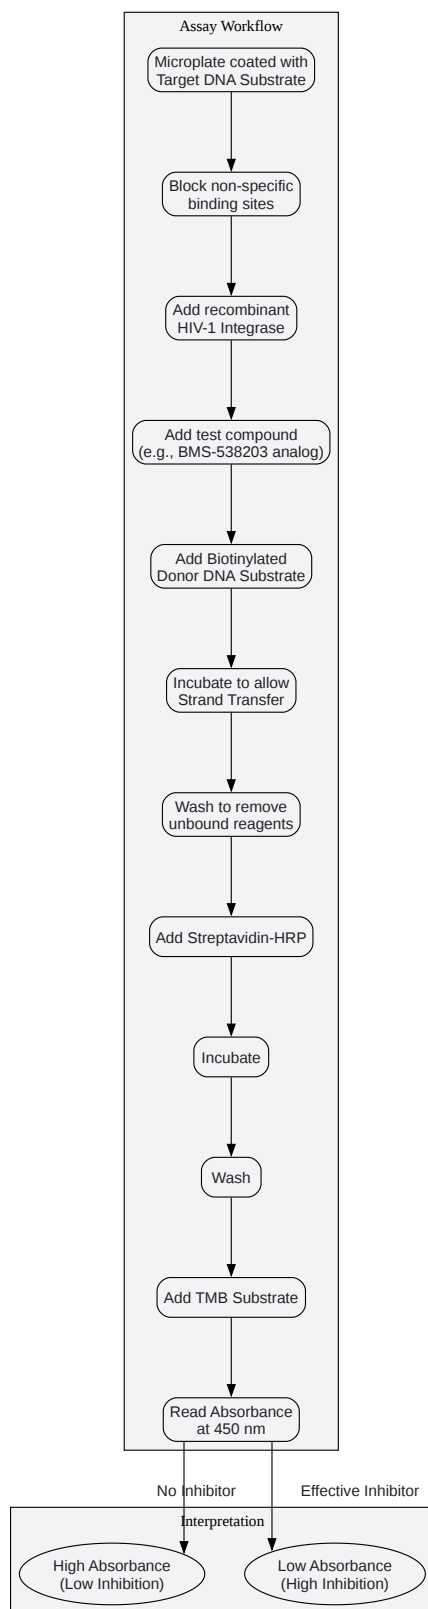 Assay Workflow
Microplate coated with
Target DNA Substrate
Block non-specific
binding sites
Add recombinant
HIV-1 Integrase
Add test compound
(e.g., BMS-538203 analog)
Add Biotinylated
Donor DNA Substrate
Incubate to allow
Strand Transfer
Wash to remove
unbound reagents
Add Streptavidin-HRP
Incubate
Wash
Add TMB Substrate
Read Absorbance
at 450 nm
No Inhibitor
Effective Inhibitor
Interpretation
High Absorbance
(Low Inhibition)
Low Absorbance
(High Inhibition)